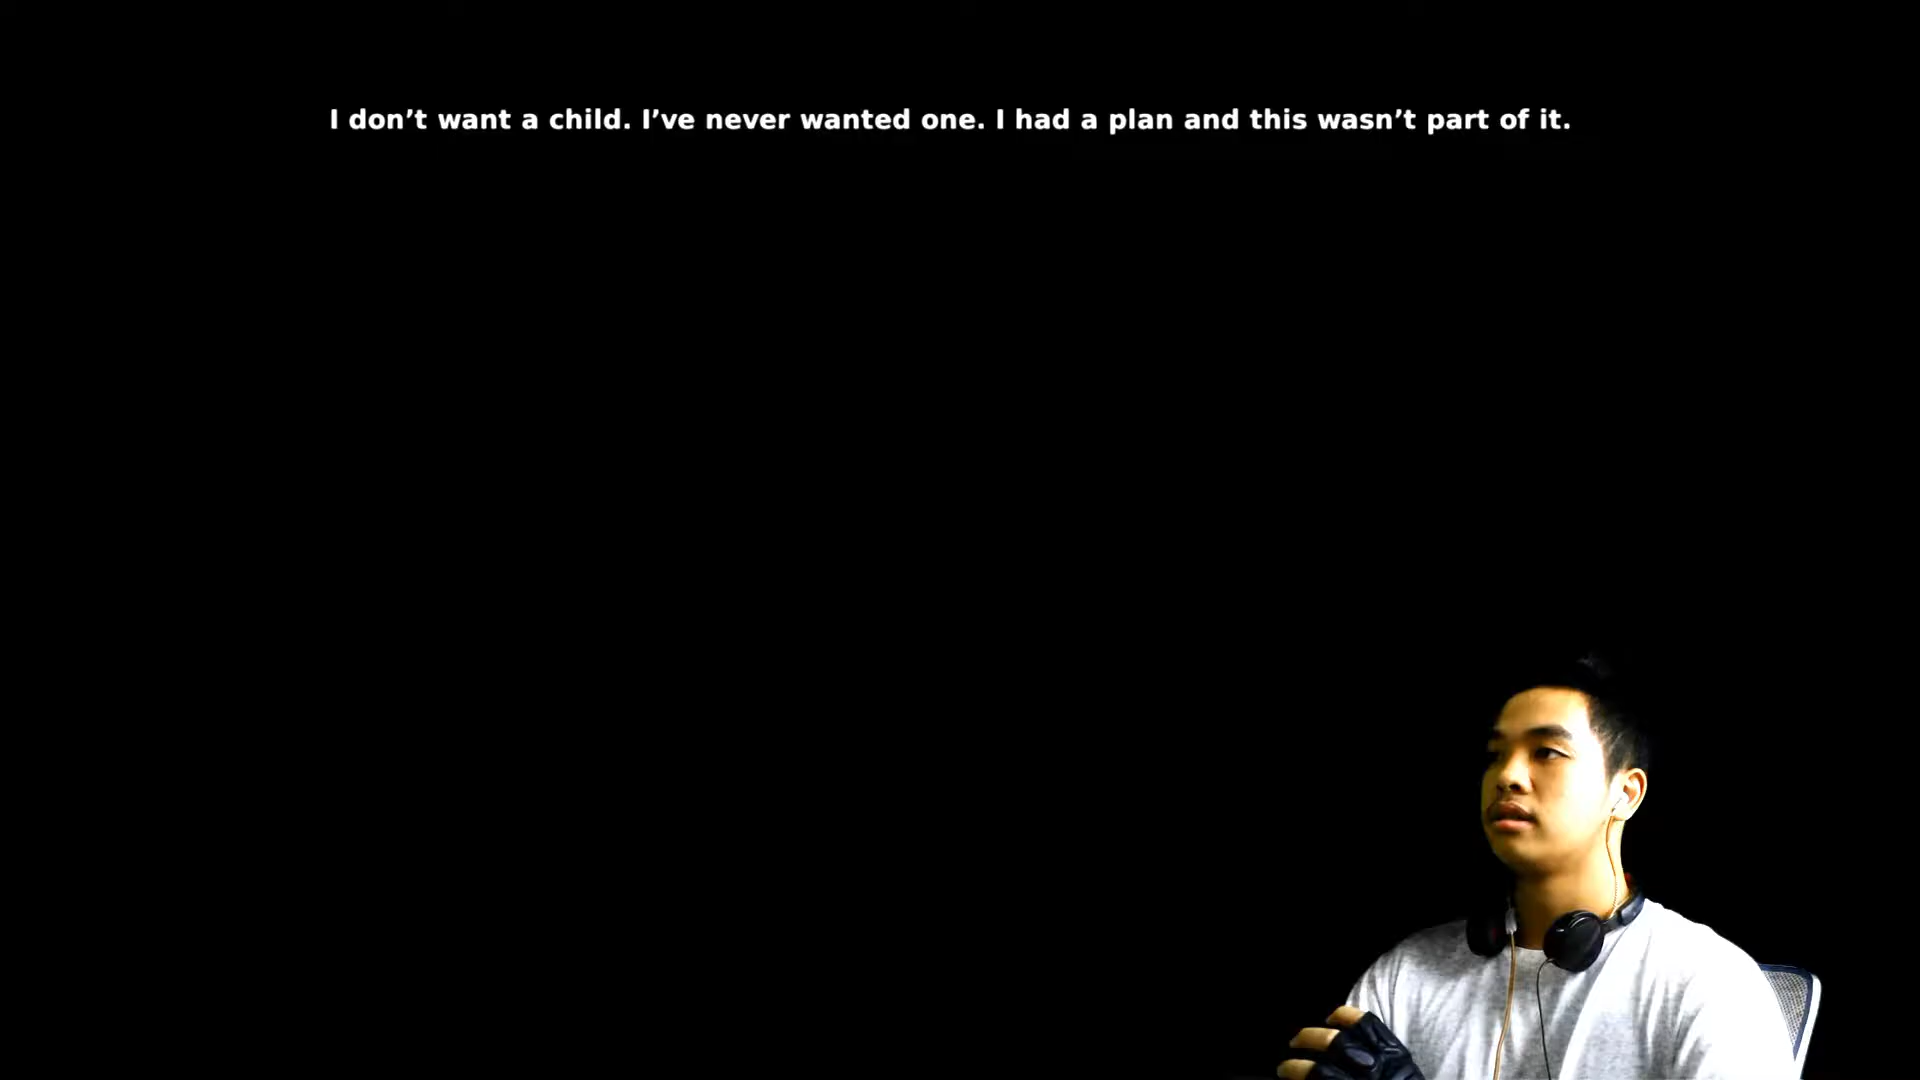 I don’t want a child. I’ve never wanted one. I had a plan and this wasn’t part of it.